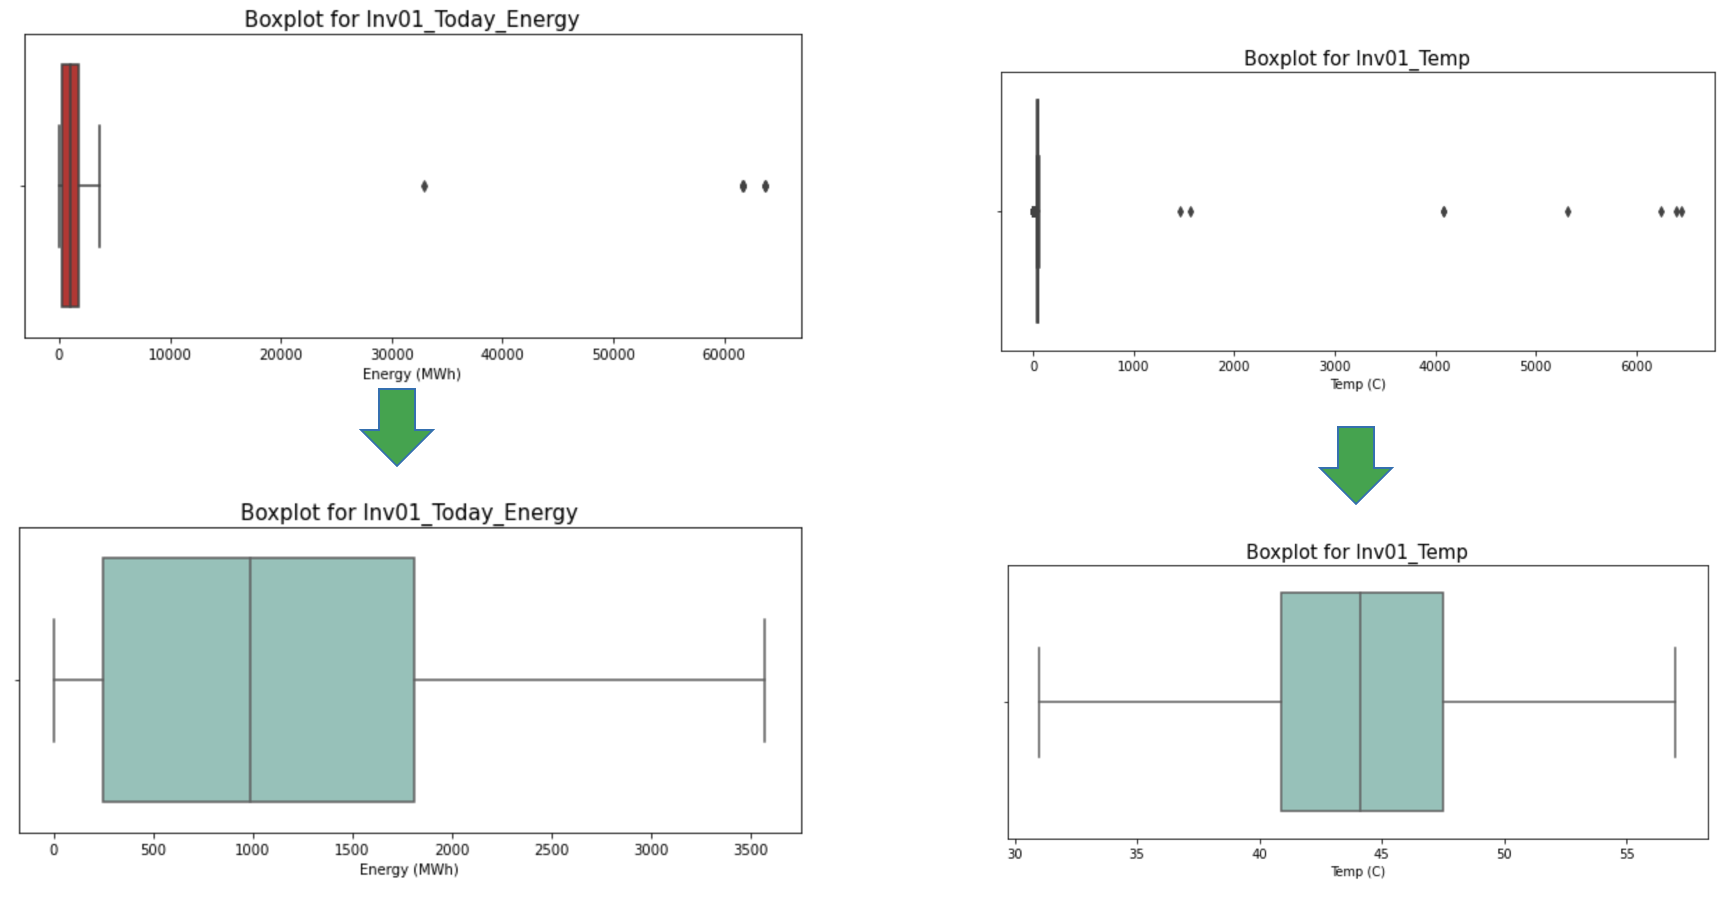 Boxplot for Inv01_Today_Energy
0 10000 20000 30000 40000 50000 60000
Energy (MWh)
Boxplot for Inv01_Temp
0 1000 2000 3000 4000 5000 6000
Temp (C)
Boxplot for Inv01_Today_Energy
0 500 1000 1500 2000 2500 3000 3500
Energy (MWh)
Boxplot for Inv01_Temp
30 35 40 45 50 55
Temp (C)